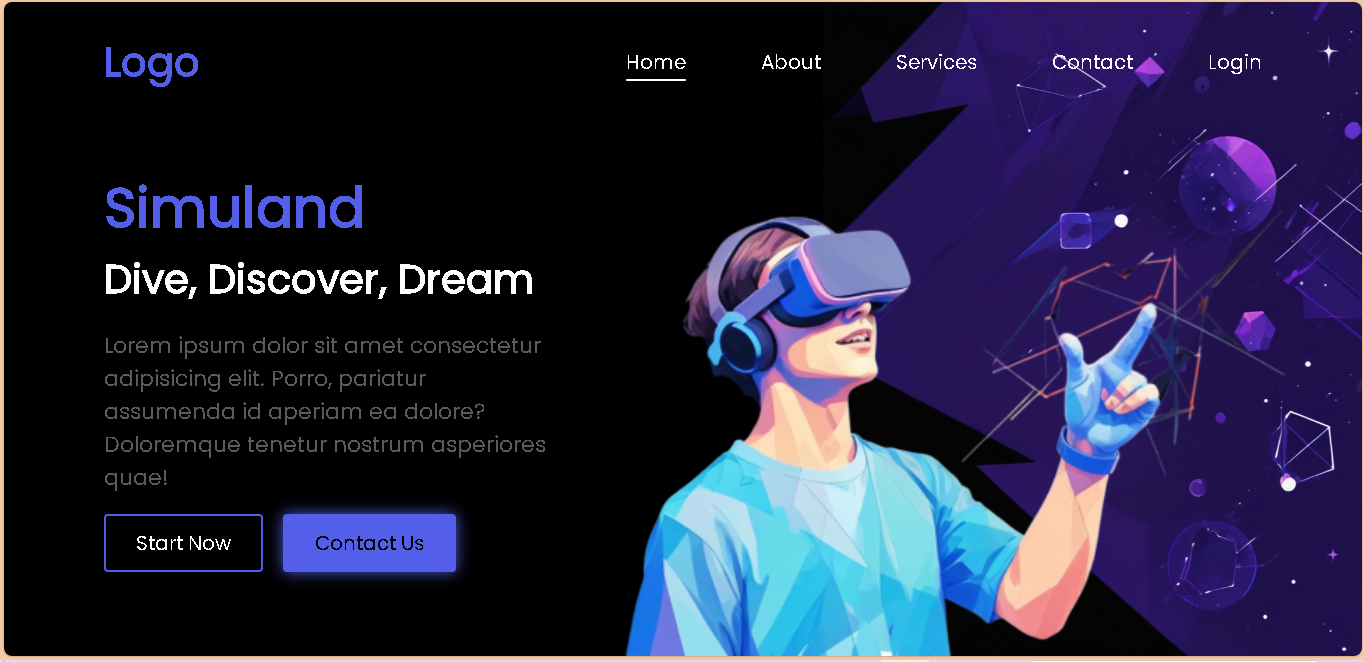 Logo
Home About Services Contact Login
Simuland
Dive, Discover, Dream
Lorem ipsum dolor sit amet consectetur
adipisicing elit. Porro, pariatur
assumenda id aperiam ea dolore?
Doloremque tenetur nostrum asperiores
quae!
Start Now
Contact Us